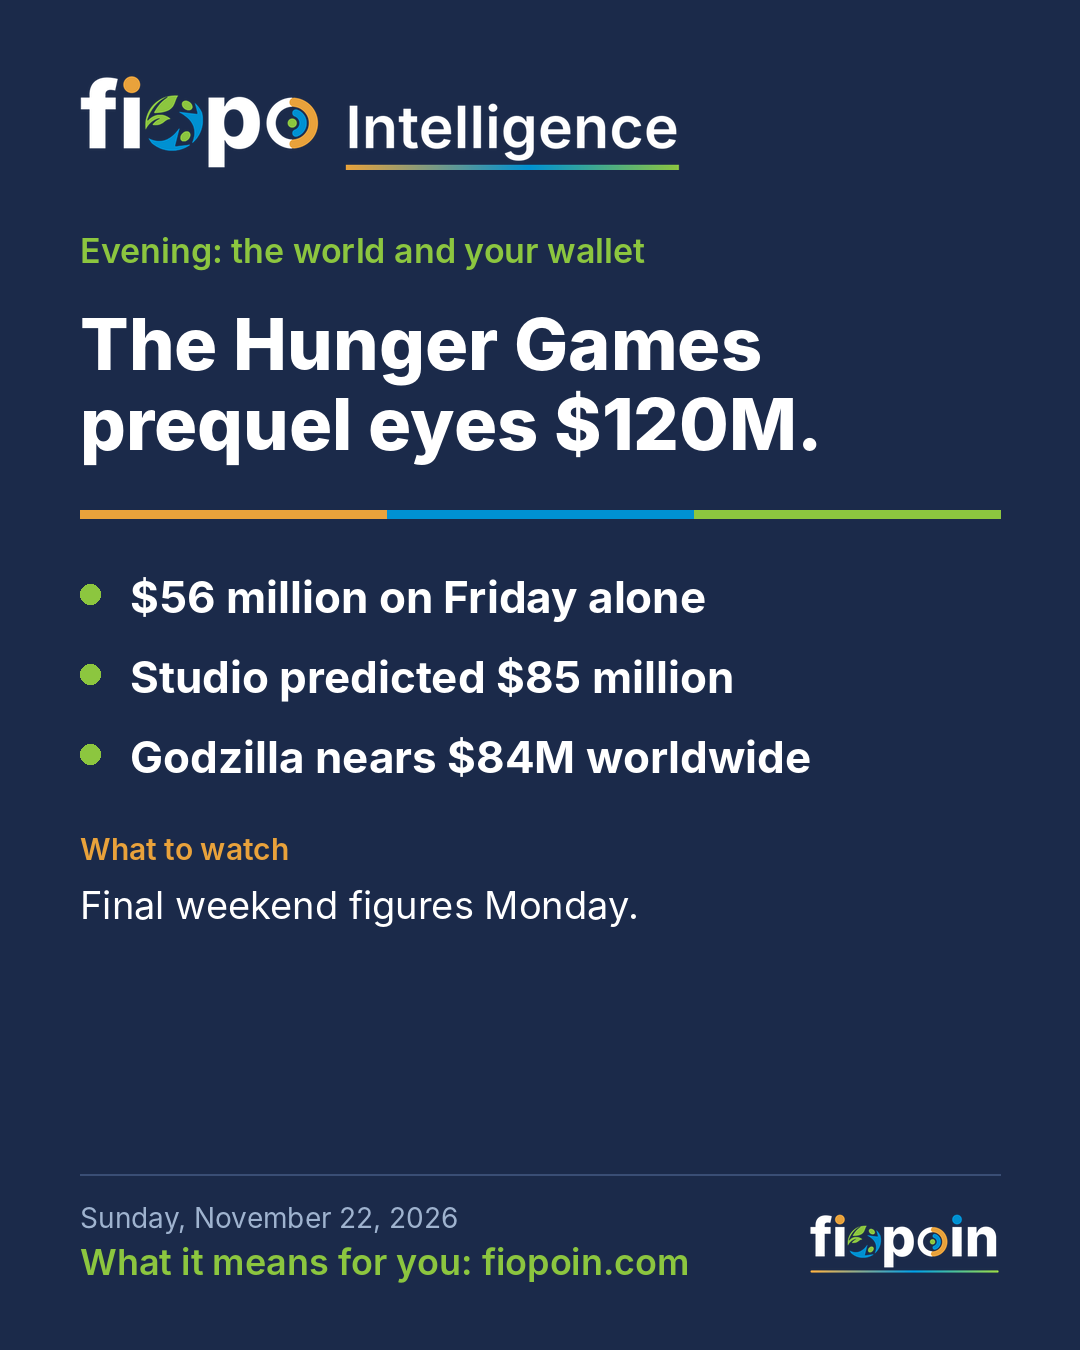 fiopo Intelligence
Evening: the world and your wallet
The Hunger Games
prequel eyes $120M.
$56 million on Friday alone
Studio predicted $85 million
Godzilla nears $84M worldwide
What to watch
Final weekend figures Monday.
Sunday, November 22, 2026
What it means for you: fiopoin.com
fiopoin